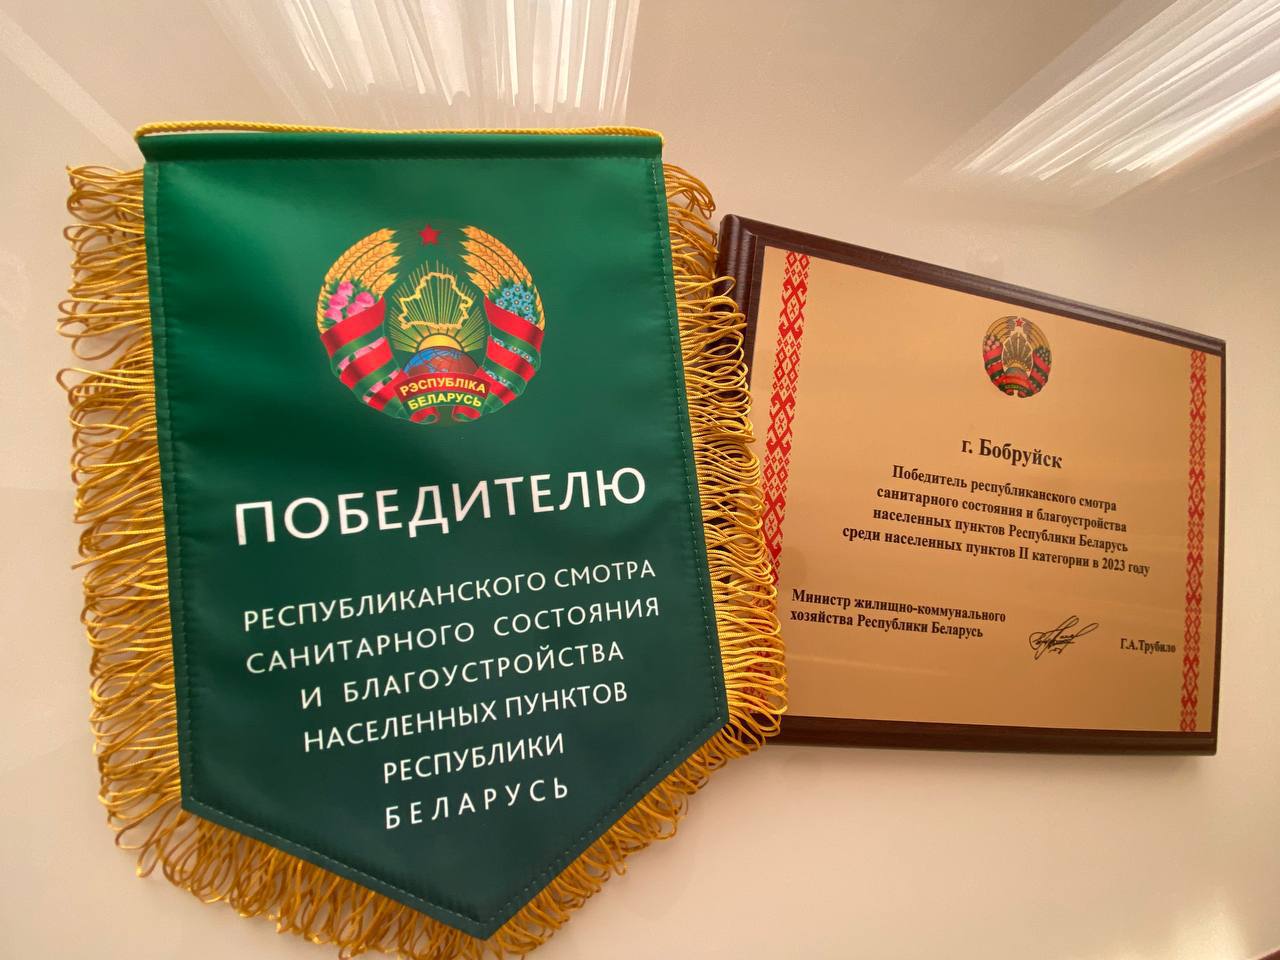 РЭСПУБЛІКА
БЕЛАРУСЬ
ПОБЕДИТЕЛЮ
РЕСПУБЛИКАНСКОГО СМОТРА
САНИТАРНОГО СОСТОЯНИЯ
И БЛАГОУСТРОЙСТВА
НАСЕЛЕННЫХ ПУНКТОВ
РЕСПУБЛИКИ
БЕЛАРУСЬ
г. Бобруйск
Победитель республиканского смотра
санитарного состояния и благоустройства
населенных пунктов Республики Беларусь
среди населенных пунктов II категории в 2023 году
Министр жилищно-коммунального
хозяйства Республики Беларусь
Г.А.Трубило